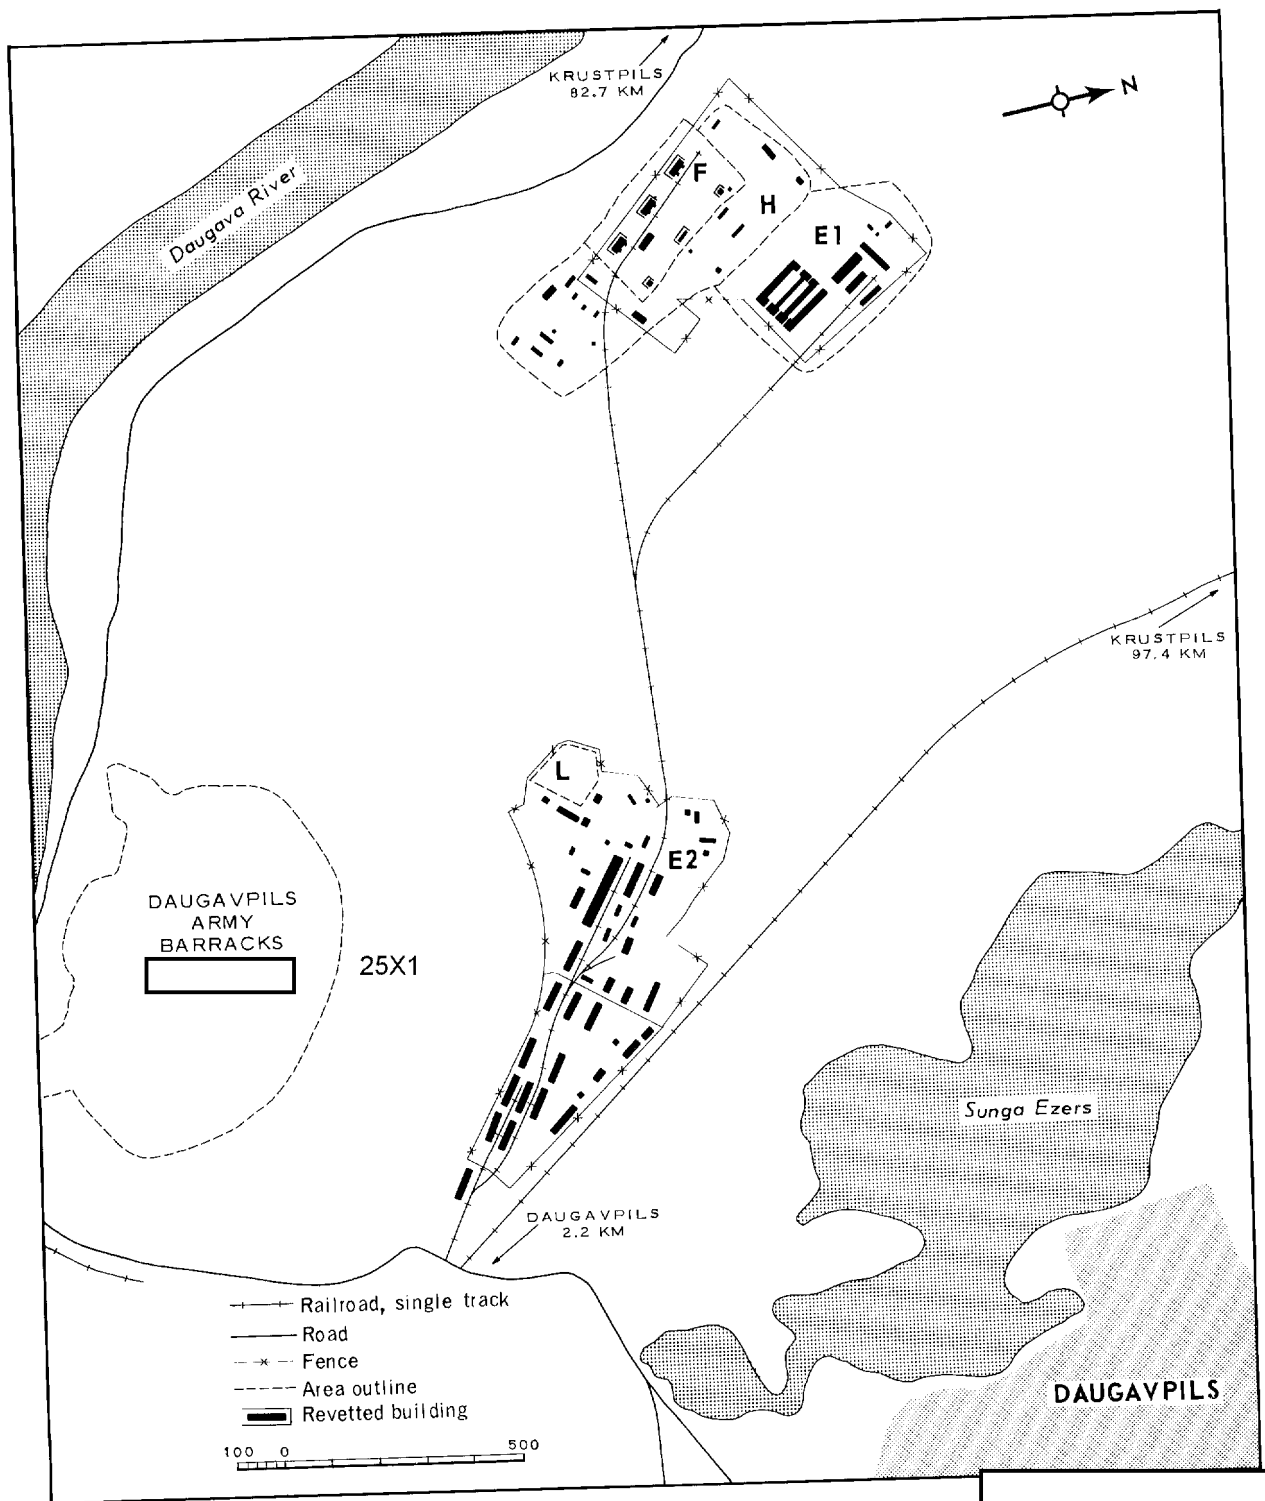 KRUSTPILS
82.7 KM
N
Daugava River
F
H
E1
KRUSTPILS
97.4 KM
L
E2
DAUGAVPILS
ARMY
BARRACKS
25X1
Sunga Ezers
DAUGAVPILS
2.2 KM
Railroad, single track
Road
Fence
Area outline
Revetted building
100 0 500
DAUGAVPILS